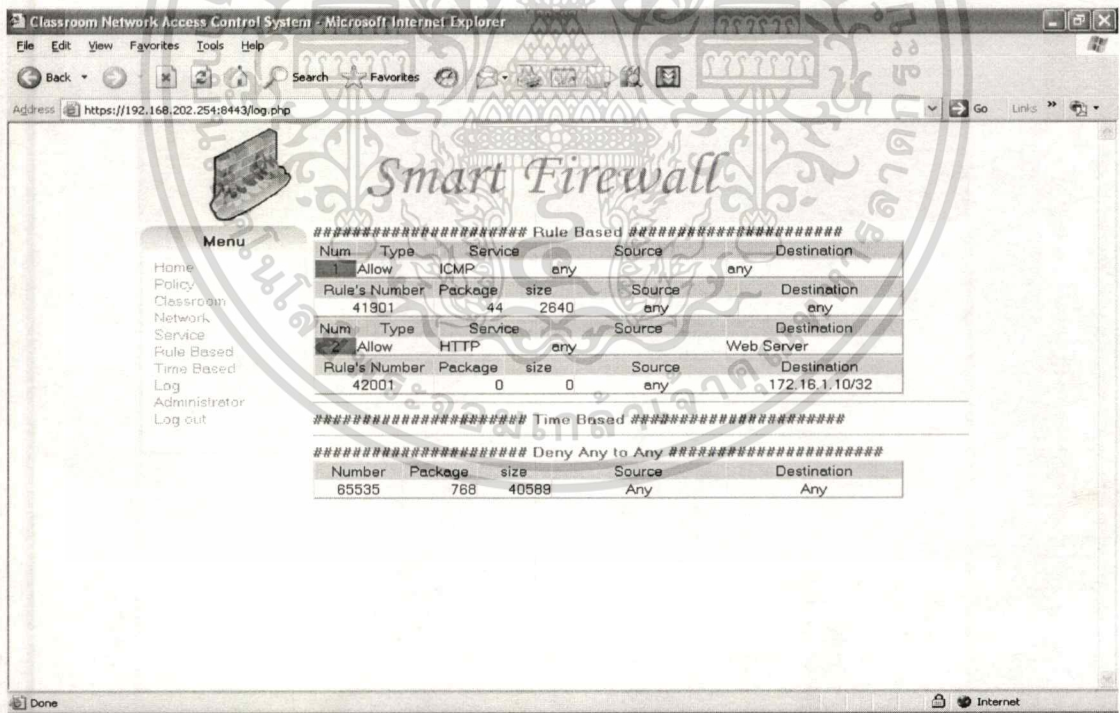 Classroom Network Access Control System - Microsoft Internet Explorer
File Edit View Favorites Tools Help
Back Search Favorites
Address https://192.168.202.254:8443/log.php Go Links »
Smart Firewall
Menu
Home
Policy
Classroom
Network
Service
Rule Based
Time Based
Log
Administrator
Log out
###################### Rule Based ######################
Num Type Service Source Destination
1 Allow ICMP any any
Rule's Number Package size Source Destination
41901 44 2640 any any
Num Type Service Source Destination
2 Allow HTTP any Web Server
Rule's Number Package size Source Destination
42001 0 0 any 172.16.1.10/32
###################### Time Based ######################
###################### Deny Any to Any ######################
Number Package size Source Destination
65535 768 40589 Any Any
Done Internet